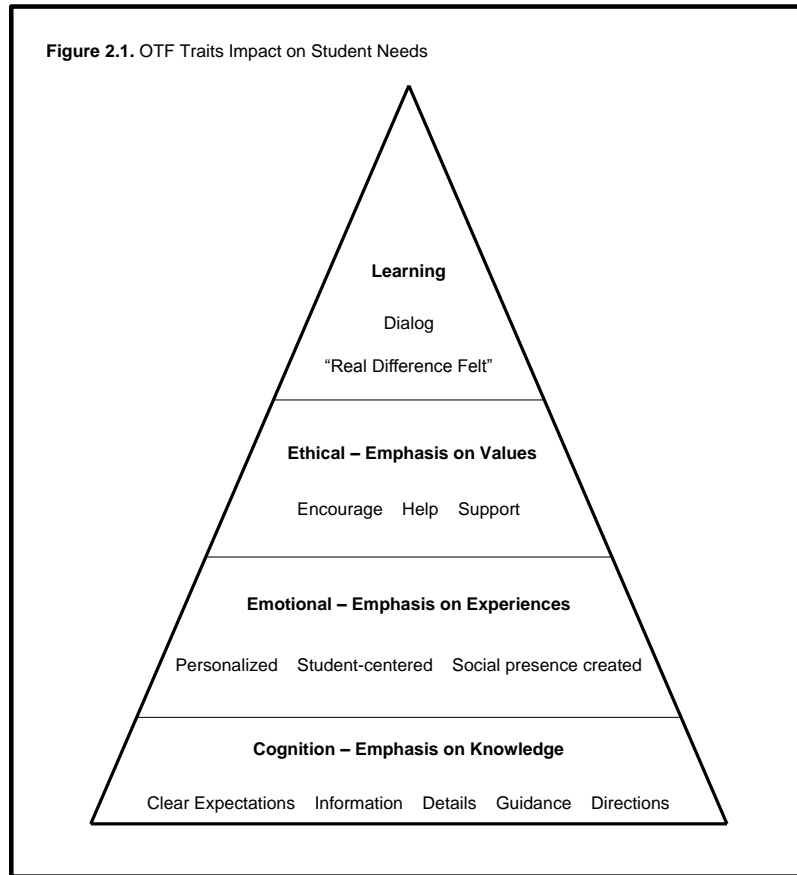 Figure 2.1. OTF Traits Impact on Student Needs
Learning
Dialog
“Real Difference Felt”
Ethical – Emphasis on Values
Encourage Help Support
Emotional – Emphasis on Experiences
Personalized Student-centered Social presence created
Cognition – Emphasis on Knowledge
Clear Expectations Information Details Guidance Directions